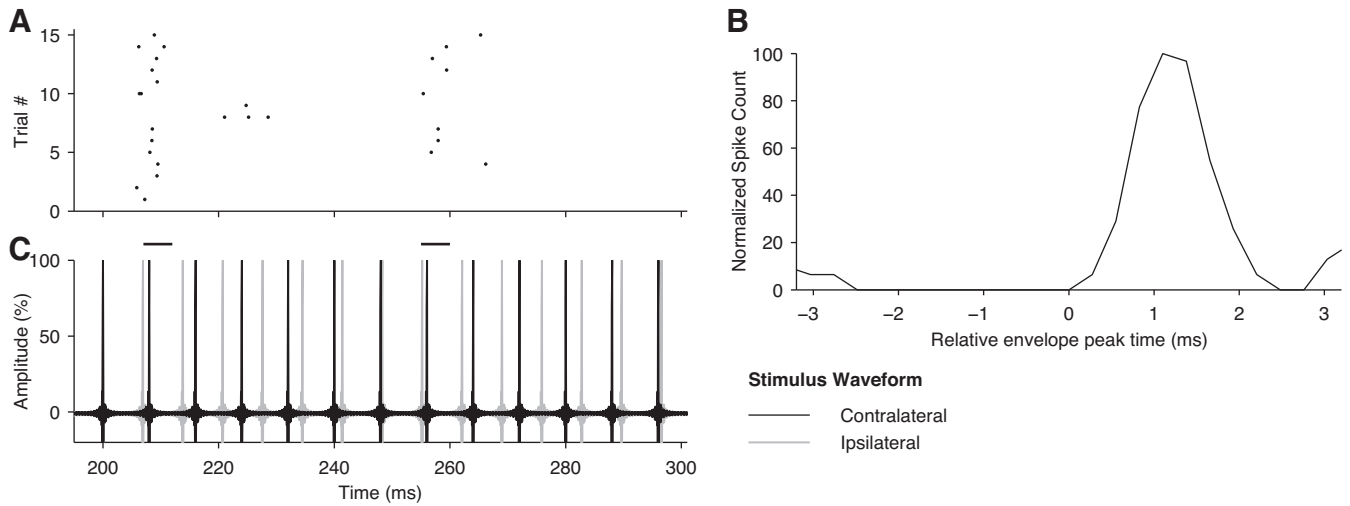 A
Trial #
15
10
5
0
C
Amplitude (%)
100
50
0
200 220 240 260 280 300
Time (ms)
B
Normalized Spike Count
100
80
60
40
20
0
−3 −2 −1 0 1 2 3
Relative envelope peak time (ms)
Stimulus Waveform
Contralateral
Ipsilateral